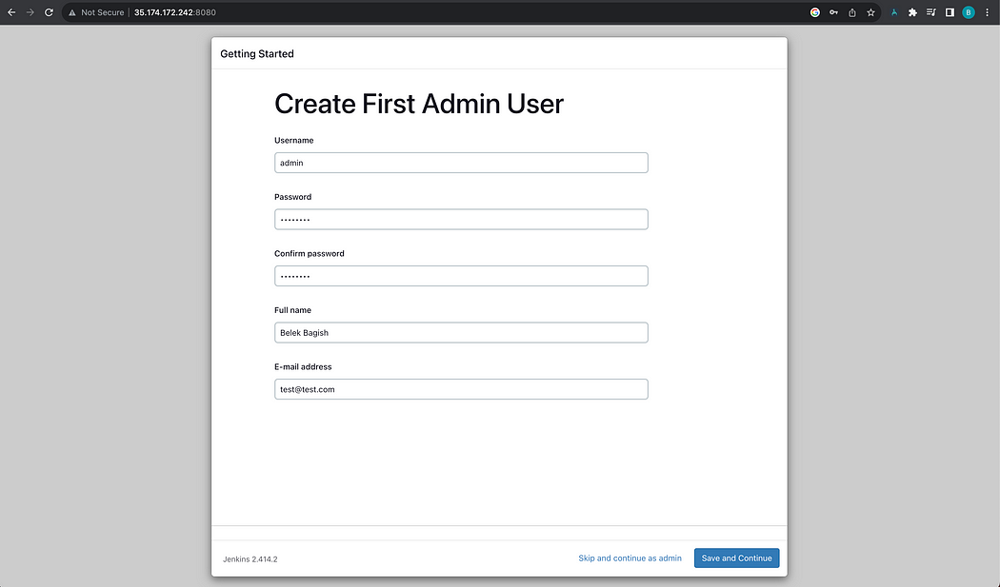 Not Secure | 35.174.172.242:8080
B
Getting Started
Create First Admin User
Username
admin
Password
••••••••
Confirm password
••••••••
Full name
Belek Bagish
E-mail address
test@test.com
Jenkins 2.414.2
Skip and continue as admin
Save and Continue